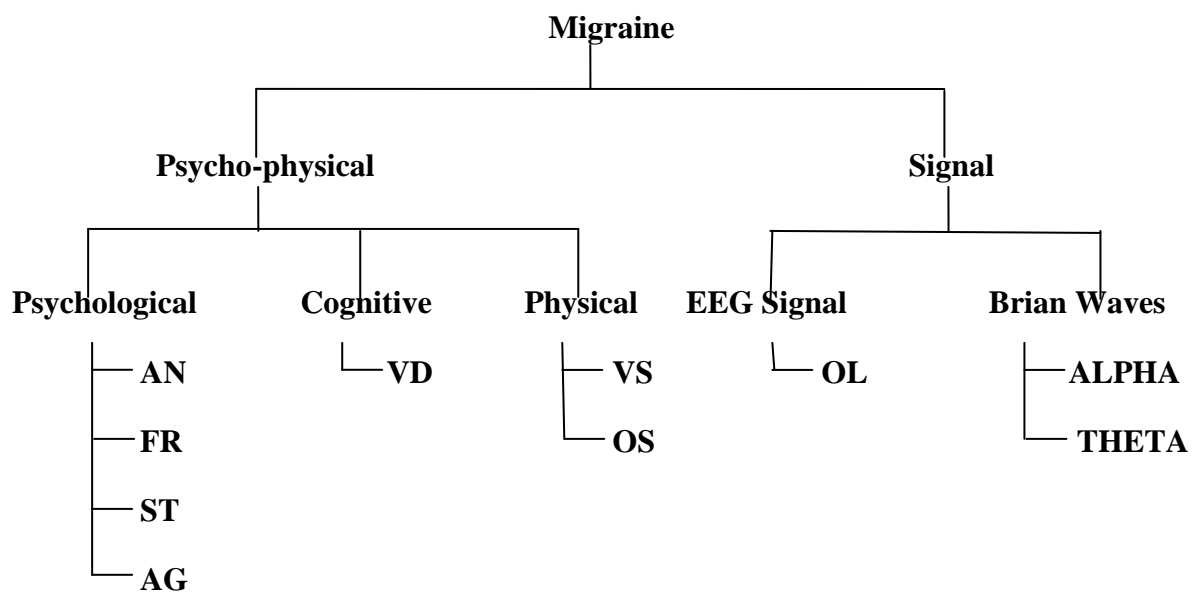 Migraine
Psycho-physical Signal
Psychological Cognitive Physical EEG Signal Brian Waves
AN VD VS OL ALPHA
FR OS THETA
ST
AG